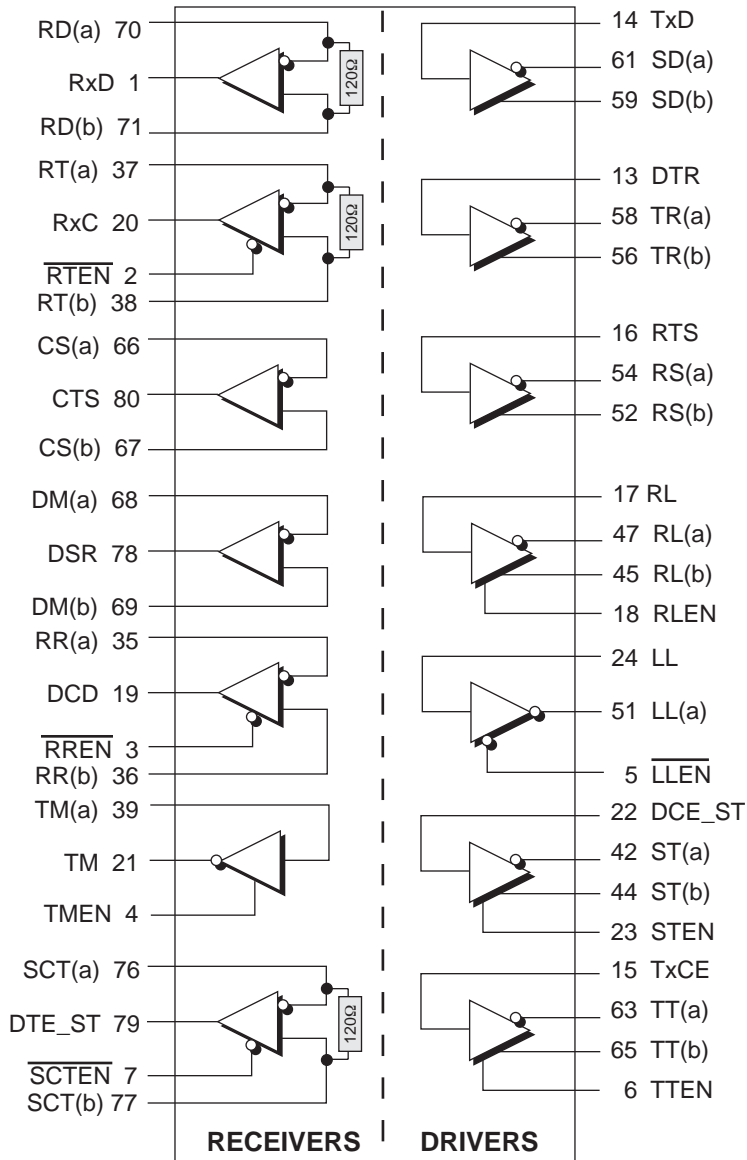 RD(a) 70
RxD 1
RD(b) 71
120Ω
RT(a) 37
RxC 20
RTEN 2
RT(b) 38
120Ω
CS(a) 66
CTS 80
CS(b) 67
DM(a) 68
DSR 78
DM(b) 69
RR(a) 35
DCD 19
RREN 3
RR(b) 36
TM(a) 39
TM 21
TMEN 4
SCT(a) 76
DTE_ST 79
SCTEN 7
SCT(b) 77
120Ω
RECEIVERS
14 TxD
61 SD(a)
59 SD(b)
13 DTR
58 TR(a)
56 TR(b)
16 RTS
54 RS(a)
52 RS(b)
17 RL
47 RL(a)
45 RL(b)
18 RLEN
24 LL
51 LL(a)
5 LLEN
22 DCE_ST
42 ST(a)
44 ST(b)
23 STEN
15 TxCE
63 TT(a)
65 TT(b)
6 TTEN
DRIVERS